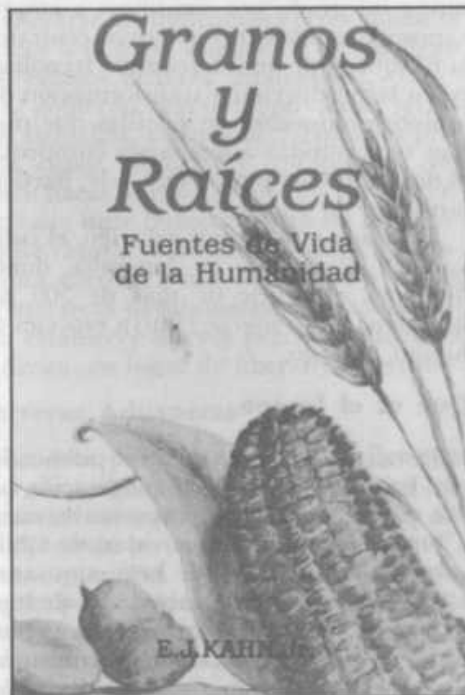 Granos
y
Raíces
Fuentes de Vida
de la Humanidad
E.J.KAHN, Jr.